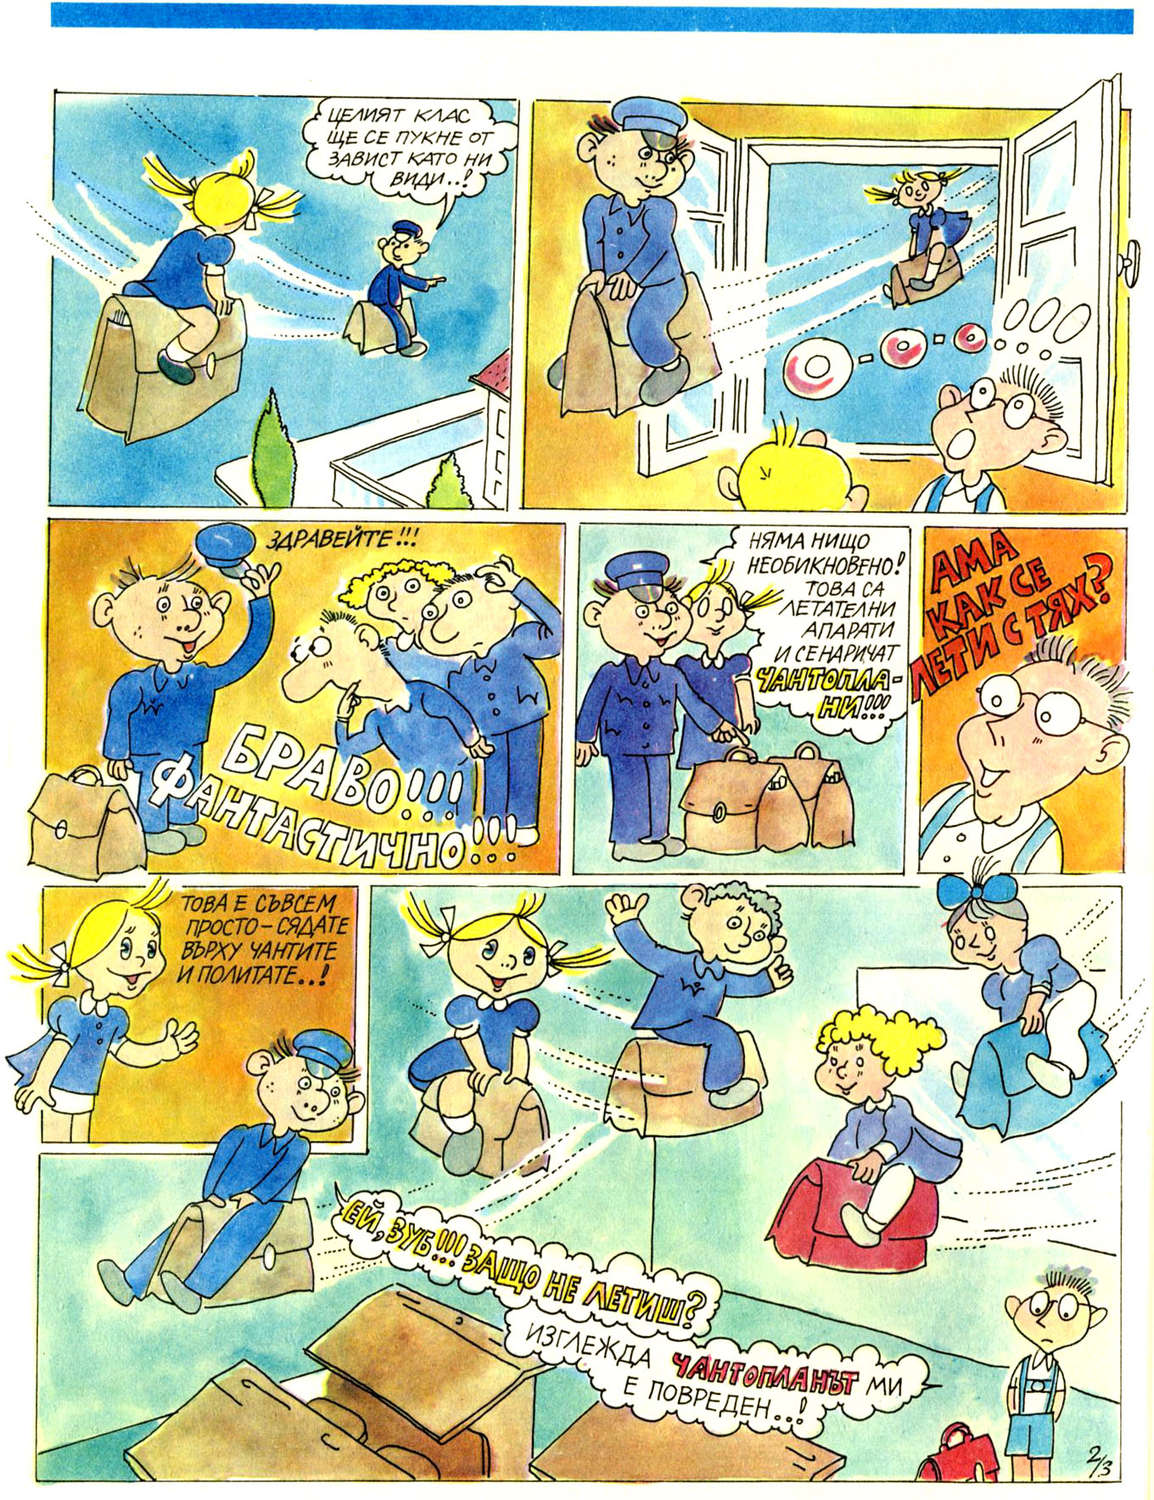 ЦЕЛИЯТ КЛАС
ЩЕ СЕ ПУКНЕ ОТ
ЗАВИСТ КАТО НИ
ВИДИ..!
О-О-О
ЗДРАВЕЙТЕ!!!
БРАВО!!!
ФАНТАСТИЧНО!!!
НЯМА НИЩО
НЕОБИКНОВЕНО!
ТОВА СА
ЛЕТАТЕЛНИ
АПАРАТИ
И СЕ НАРИЧАТ
ЧАНТОПЛА-
НИ!!!
АМА
КАК СЕ
ЛЕТИ С ТЯХ?
ТОВА Е СЪВСЕМ
ПРОСТО - СЯДАТЕ
ВЪРХУ ЧАНТИТЕ
И ПОЛИТАТЕ..!
ЕЙ, ЗУБ!!! ЗАЩО НЕ ЛЕТИШ?
ИЗГЛЕЖДА ЧАНТОПЛАНЪТ МИ
Е ПОВРЕДЕН..!
2/3